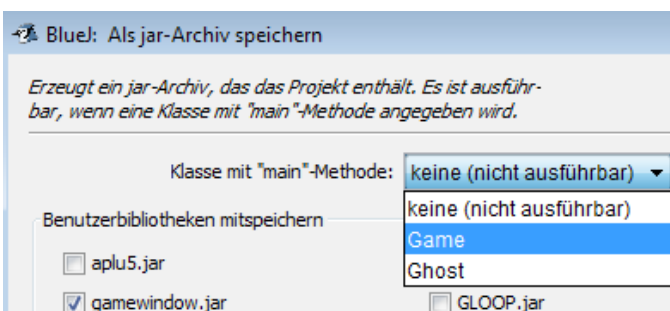 BlueJ: Als jar-Archiv speichern
Erzeugt ein jar-Archiv, das das Projekt enthält. Es ist ausführ-
bar, wenn eine Klasse mit "main"-Methode angegeben wird.
Klasse mit "main"-Methode: keine (nicht ausführbar)
keine (nicht ausführbar)
Game
Ghost
Benutzerbibliotheken mitspeichern
aplu5.jar
gamewindow.jar GLOOP.jar